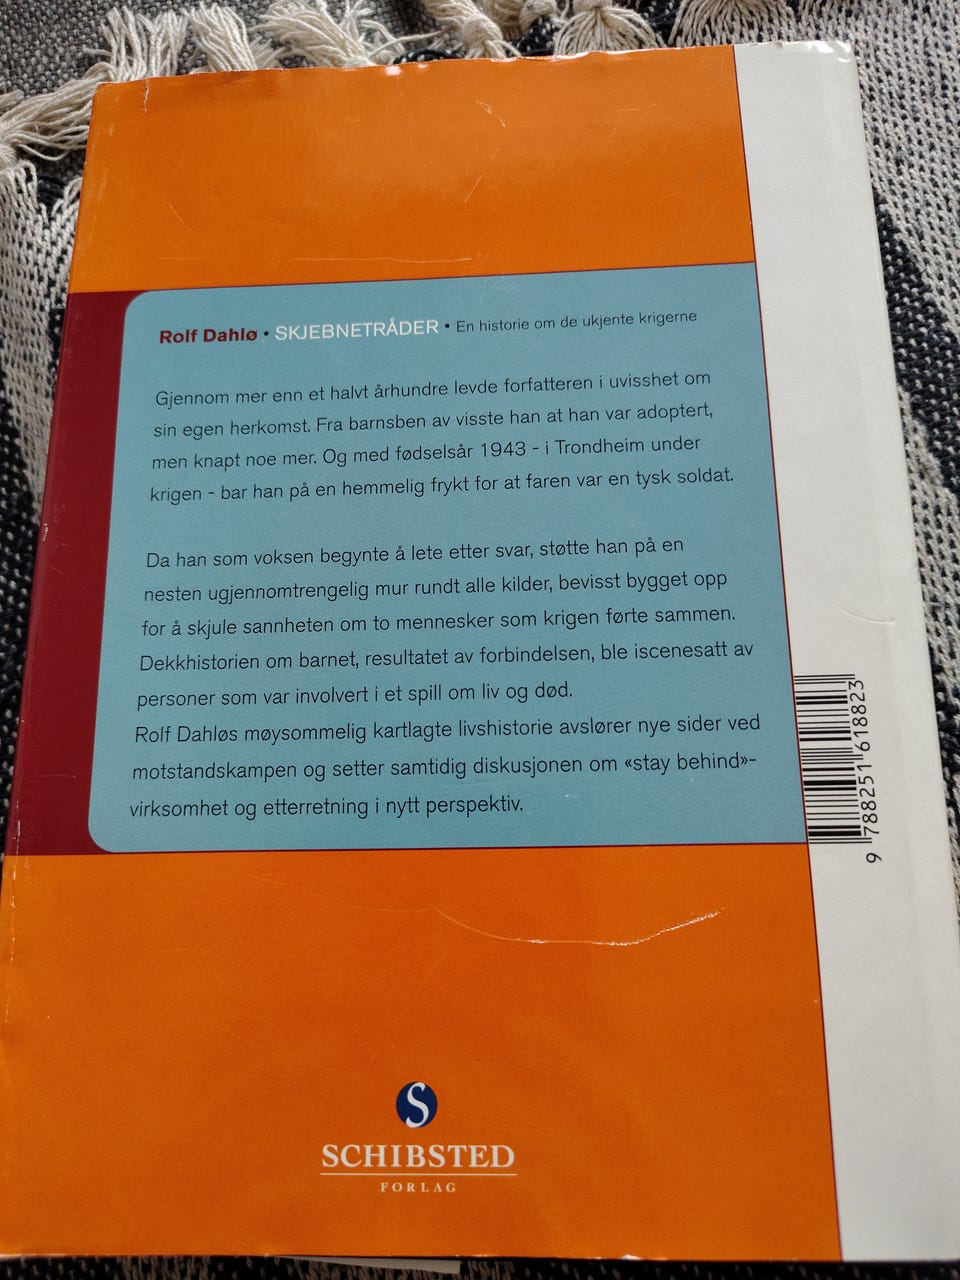 Rolf Dahlø • SKJEBNETRÅDER • En historie om de ukjente krigerne
Gjennom mer enn et halvt århundre levde forfatteren i uvisshet om
sin egen herkomst. Fra barnsben av visste han at han var adoptert,
men knapt noe mer. Og med fødselsår 1943 - i Trondheim under
krigen - bar han på en hemmelig frykt for at faren var en tysk soldat.
Da han som voksen begynte å lete etter svar, støtte han på en
nesten ugjennomtrengelig mur rundt alle kilder, bevisst bygget opp
for å skjule sannheten om to mennesker som krigen førte sammen.
Dekkhistorien om barnet, resultatet av forbindelsen, ble iscenesatt av
personer som var involvert i et spill om liv og død.
Rolf Dahløs møysommelig kartlagte livshistorie avslører nye sider ved
motstandskampen og setter samtidig diskusjonen om «stay behind»-
virksomhet og etterretning i nytt perspektiv.
9 788251 618823
S
SCHIBSTED
FORLAG